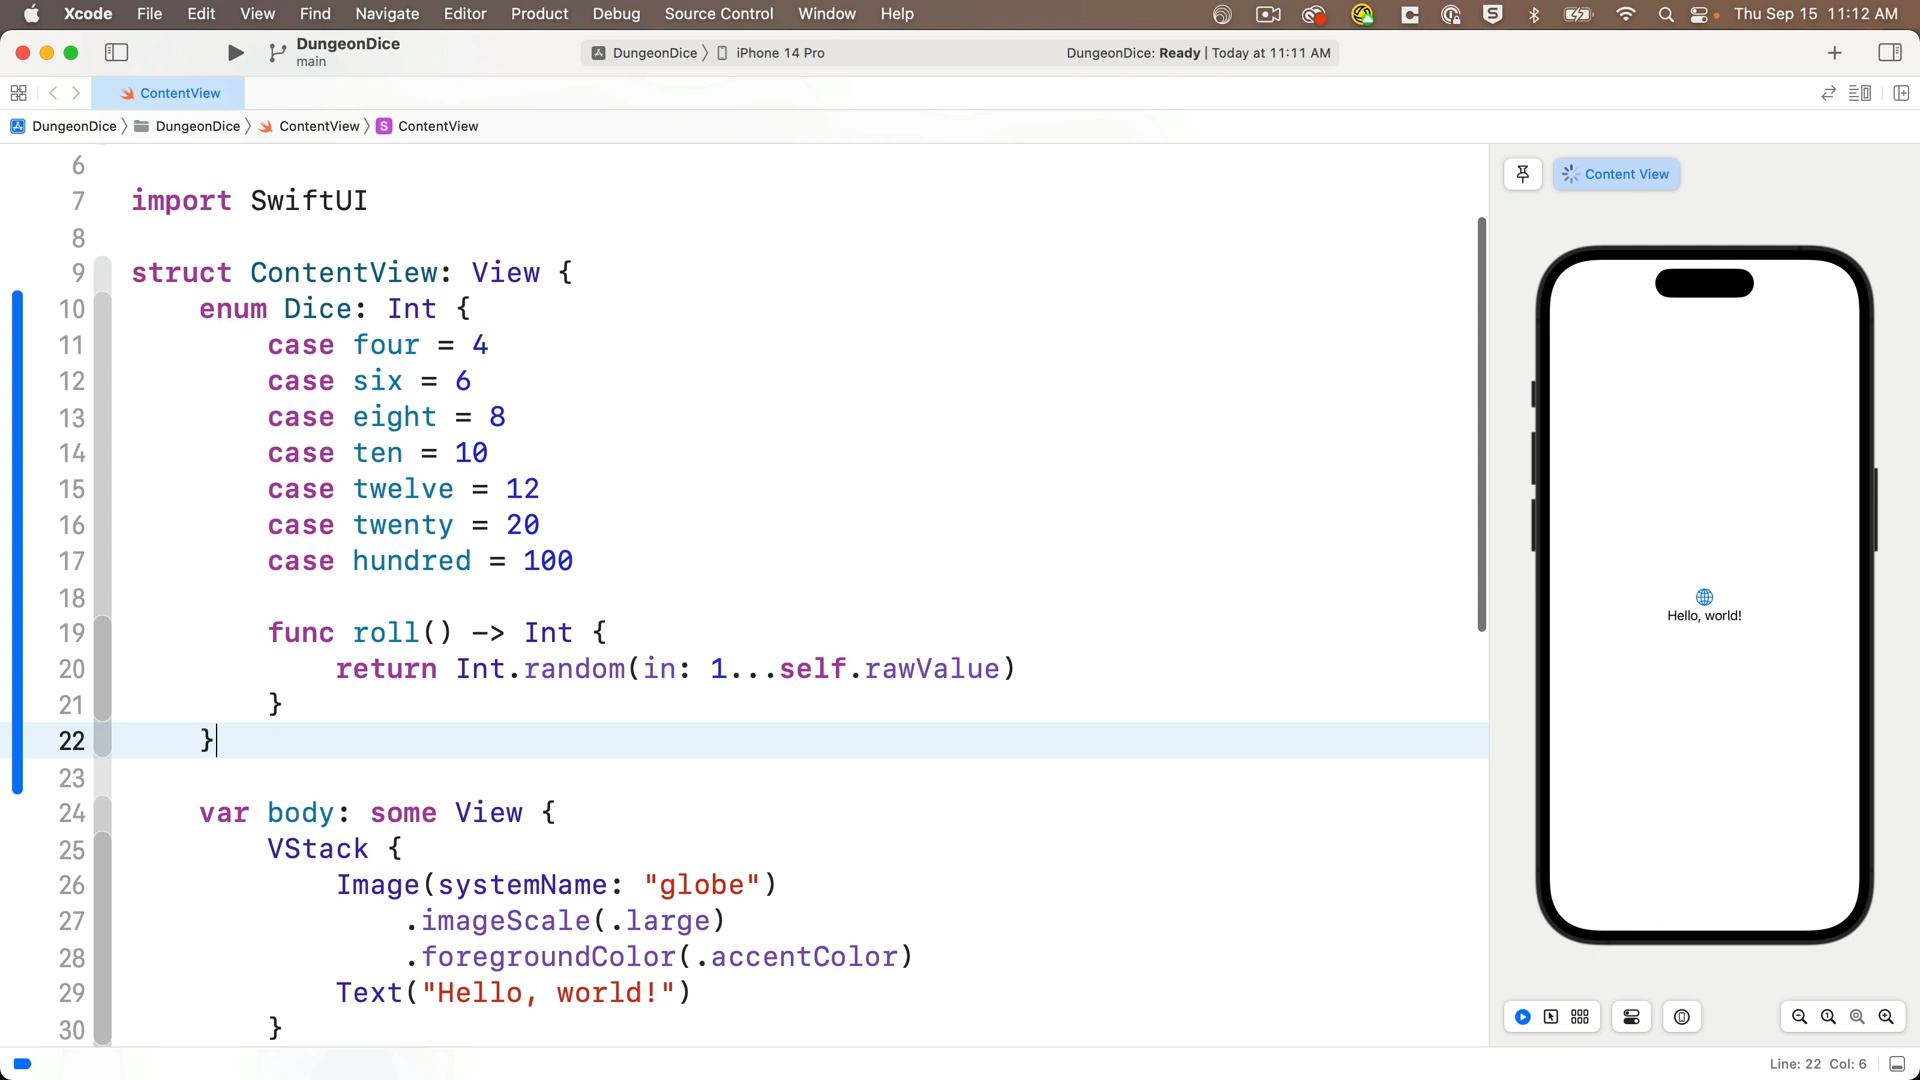 Xcode File Edit View Find Navigate Editor Product Debug Source Control Window Help Thu Sep 15 11:12 AM
DungeonDice
main
DungeonDice iPhone 14 Pro DungeonDice: Ready | Today at 11:11 AM
ContentView
DungeonDice DungeonDice ContentView S ContentView
6
7 import SwiftUI
8
9 struct ContentView: View {
10 enum Dice: Int {
11 case four = 4
12 case six = 6
13 case eight = 8
14 case ten = 10
15 case twelve = 12
16 case twenty = 20
17 case hundred = 100
18
19 func roll() -> Int {
20 return Int.random(in: 1...self.rawValue)
21 }
22 }
23
24 var body: some View {
25 VStack {
26 Image(systemName: "globe")
27 .imageScale(.large)
28 .foregroundColor(.accentColor)
29 Text("Hello, world!")
30 }
Content View
Hello, world!
Line: 22 Col: 6